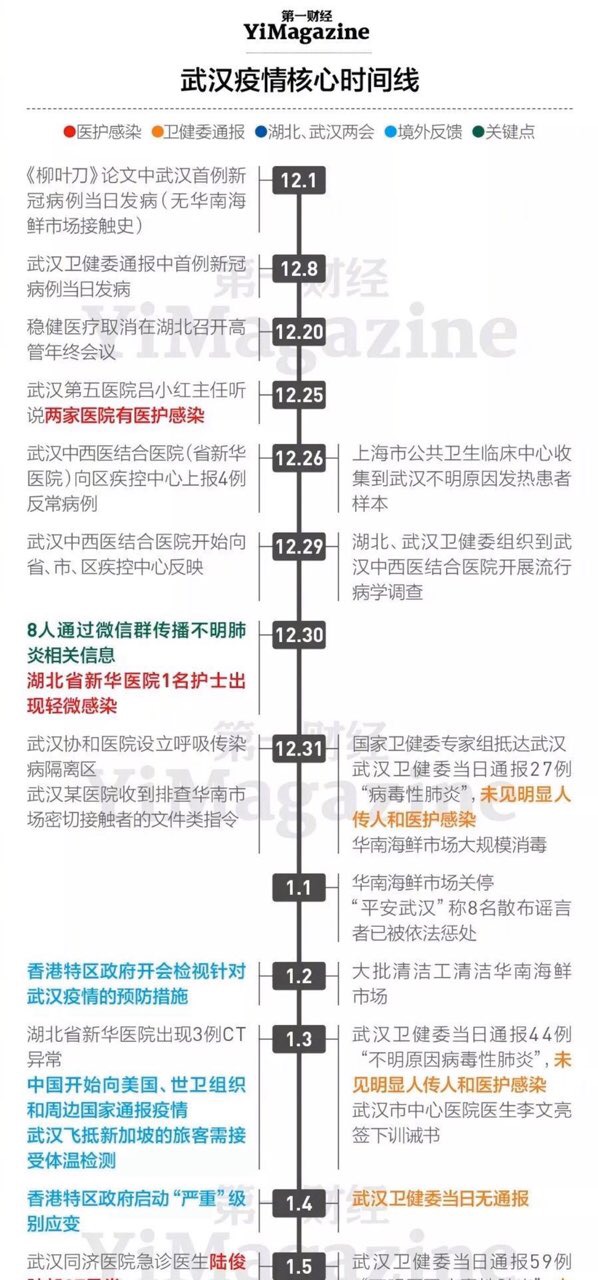 第一财经
YiMagazine
武汉疫情核心时间线
医护感染 卫健委通报 湖北、武汉两会 境外反馈 关键点
《柳叶刀》论文中武汉首例新
冠病例当日发病（无华南海
鲜市场接触史）
12.1
武汉卫健委通报中首例新冠
病例当日发病
12.8
稳健医疗取消在湖北召开高
管年终会议
12.20
武汉第五医院吕小红主任听
说两家医院有医护感染
12.25
武汉中西医结合医院（省新华
医院）向区疾控中心上报4例
反常病例
12.26
上海市公共卫生临床中心收
集到武汉不明原因发热患者
样本
武汉中西医结合医院开始向
省、市、区疾控中心反映
12.29
湖北、武汉卫健委组织到武
汉中西医结合医院开展流行
病学调查
8人通过微信群传播不明肺
炎相关信息
湖北省新华医院1名护士出
现轻微感染
12.30
武汉协和医院设立呼吸传染
病隔离区
武汉某医院收到排查华南市
场密切接触者的文件类指令
12.31
国家卫健委专家组抵达武汉
武汉卫健委当日通报27例
“病毒性肺炎”，未见明显人
传人和医护感染
华南海鲜市场大规模消毒
1.1
华南海鲜市场关停
“平安武汉”称8名散布谣言
者已被依法惩处
香港特区政府开会检视针对
武汉疫情的预防措施
1.2
大批清洁工清洁华南海鲜
市场
湖北省新华医院出现3例CT
异常
中国开始向美国、世卫组织
和周边国家通报疫情
武汉飞抵新加坡的旅客需接
受体温检测
1.3
武汉卫健委当日通报44例
“不明原因病毒性肺炎”，未
见明显人传人和医护感染
武汉市中心医院医生李文亮
签下训诫书
香港特区政府启动“严重”级
别应变
1.4
武汉卫健委当日无通报
武汉同济医院急诊医生陆俊
1.5
武汉卫健委当日通报59例
第一财经
YiMagazine
第一财经
YiMagazine
第一财经
YiMagazine